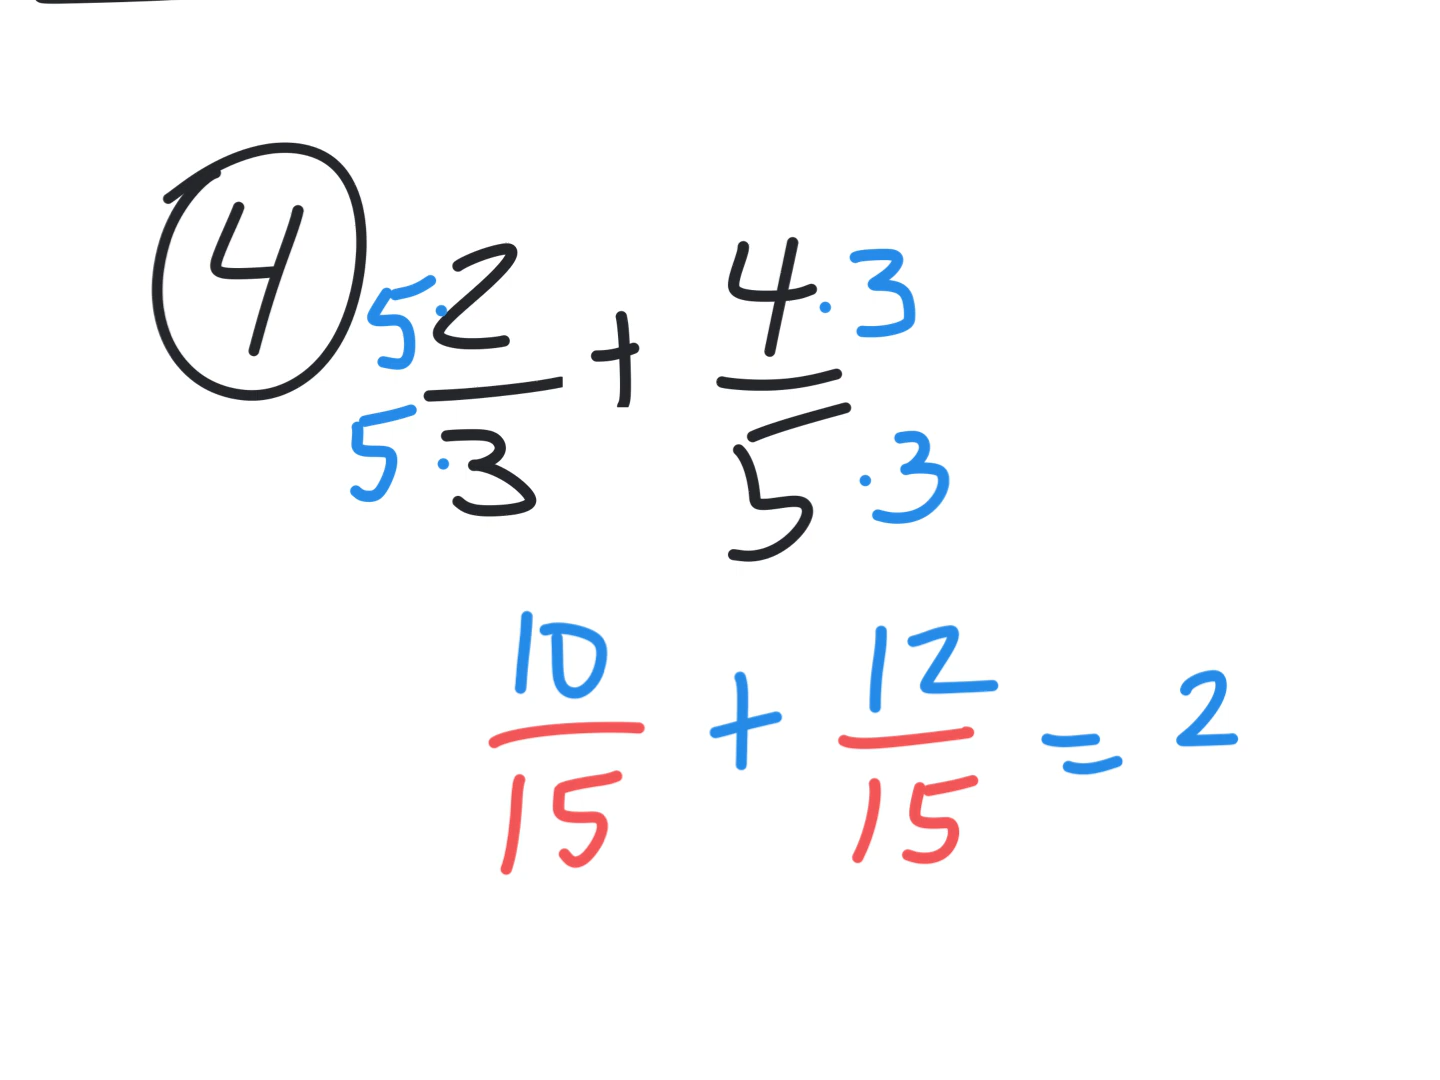 ④ 5·2/5·3 + 4·3/5·3
10/15 + 12/15 = 2